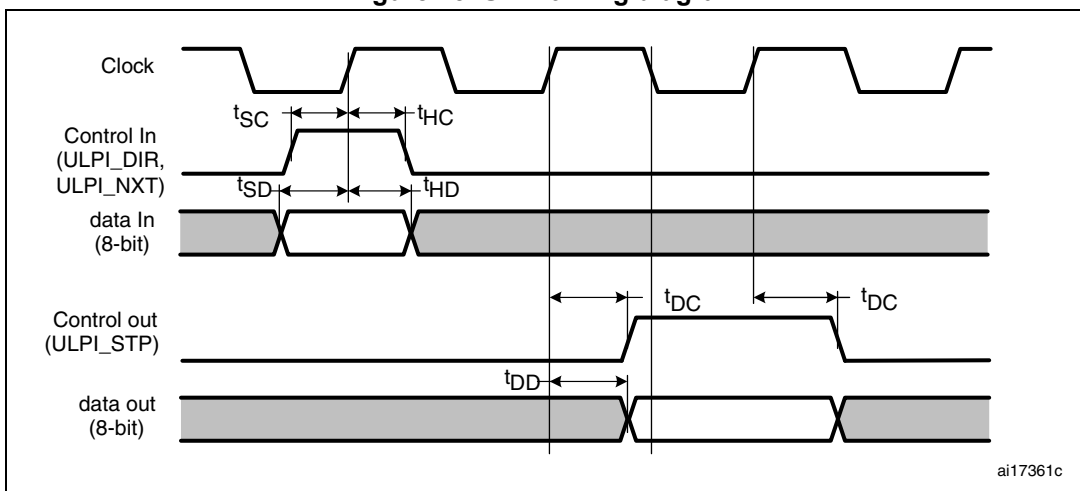 Clock
tSC
tHC
Control In
(ULPI_DIR,
ULPI_NXT)
tSD
tHD
data In
(8-bit)
tDC
tDC
Control out
(ULPI_STP)
tDD
data out
(8-bit)
ai17361c